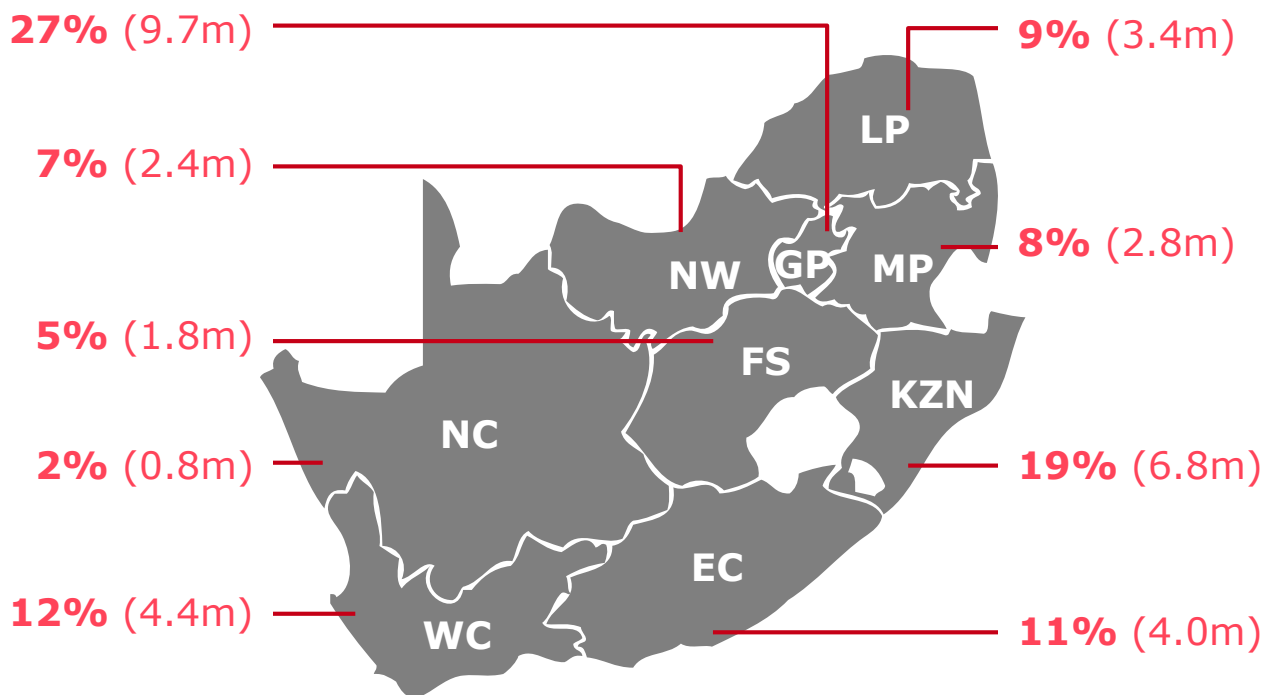 27% (9.7m)
9% (3.4m)
LP
7% (2.4m)
8% (2.8m)
GP
MP
NW
5% (1.8m)
FS
KZN
NC
2% (0.8m)
19% (6.8m)
EC
12% (4.4m)
WC
11% (4.0m)